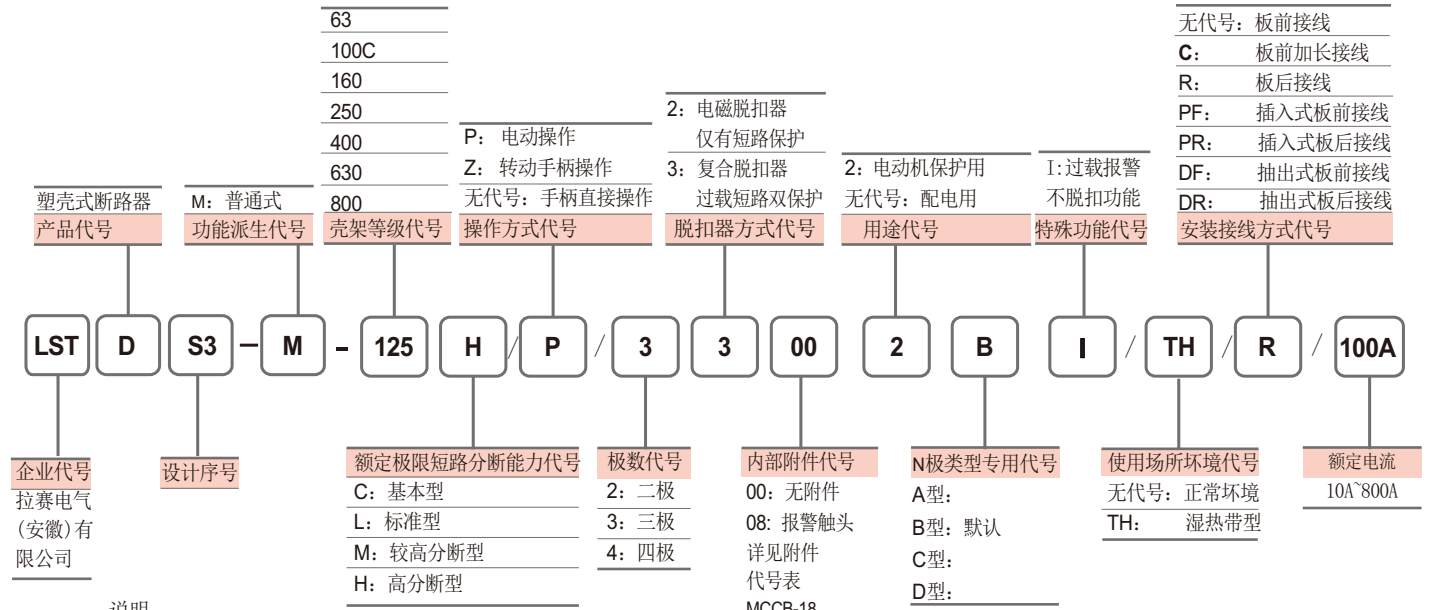 63
100C
160
250
400
630
800
壳架等级代号
塑壳式断路器
产品代号
M：普通式
功能派生代号
P：电动操作
Z：转动手柄操作
无代号：手柄直接操作
操作方式代号
2：电磁脱扣器
仅有短路保护
3：复合脱扣器
过载短路双保护
脱扣器方式代号
2：电动机保护用
无代号：配电用
用途代号
I:过载报警
不脱扣功能
特殊功能代号
无代号：板前接线
C：板前加长接线
R：板后接线
PF：插入式板前接线
PR：插入式板后接线
DF：抽出式板前接线
DR：抽出式板后接线
安装接线方式代号
LST D S3 — M - 125 H / P / 3 3 00 2 B I / TH / R / 100A
企业代号
拉赛电气
(安徽)有
限公司
设计序号
额定极限短路分断能力代号
C：基本型
L：标准型
M：较高分断型
H：高分断型
极数代号
2：二极
3：三极
4：四极
内部附件代号
00：无附件
08：报警触头
详见附件
代号表
MCCB-18
N极类型专用代号
A型：
B型：默认
C型：
D型：
使用场所坏境代号
无代号：正常坏境
TH：湿热带型
额定电流
10A~800A
说明